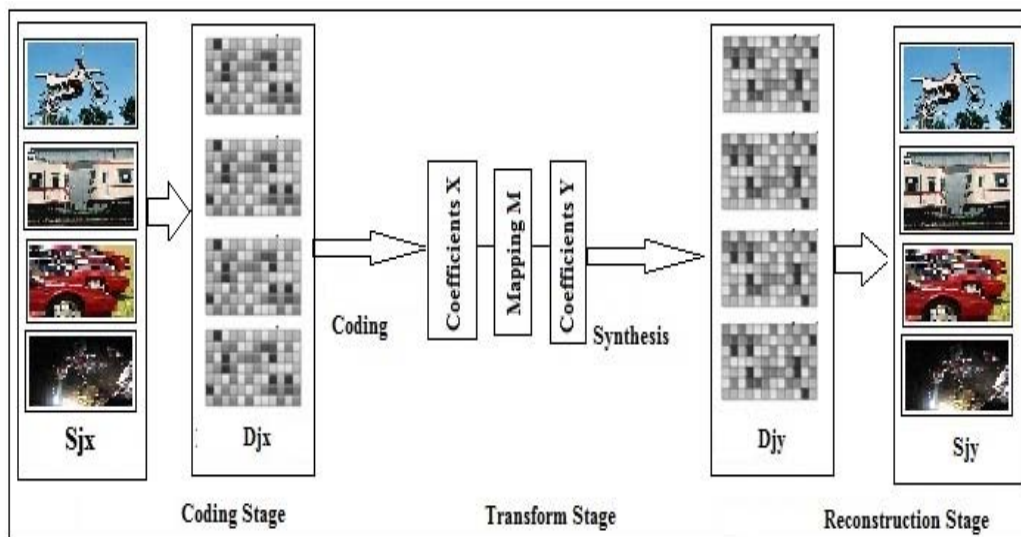 Coefficients X
Mapping M
Coefficients Y
Coding
Synthesis
Sjx
Djx
Djy
Sjy
Coding Stage
Transform Stage
Reconstruction Stage